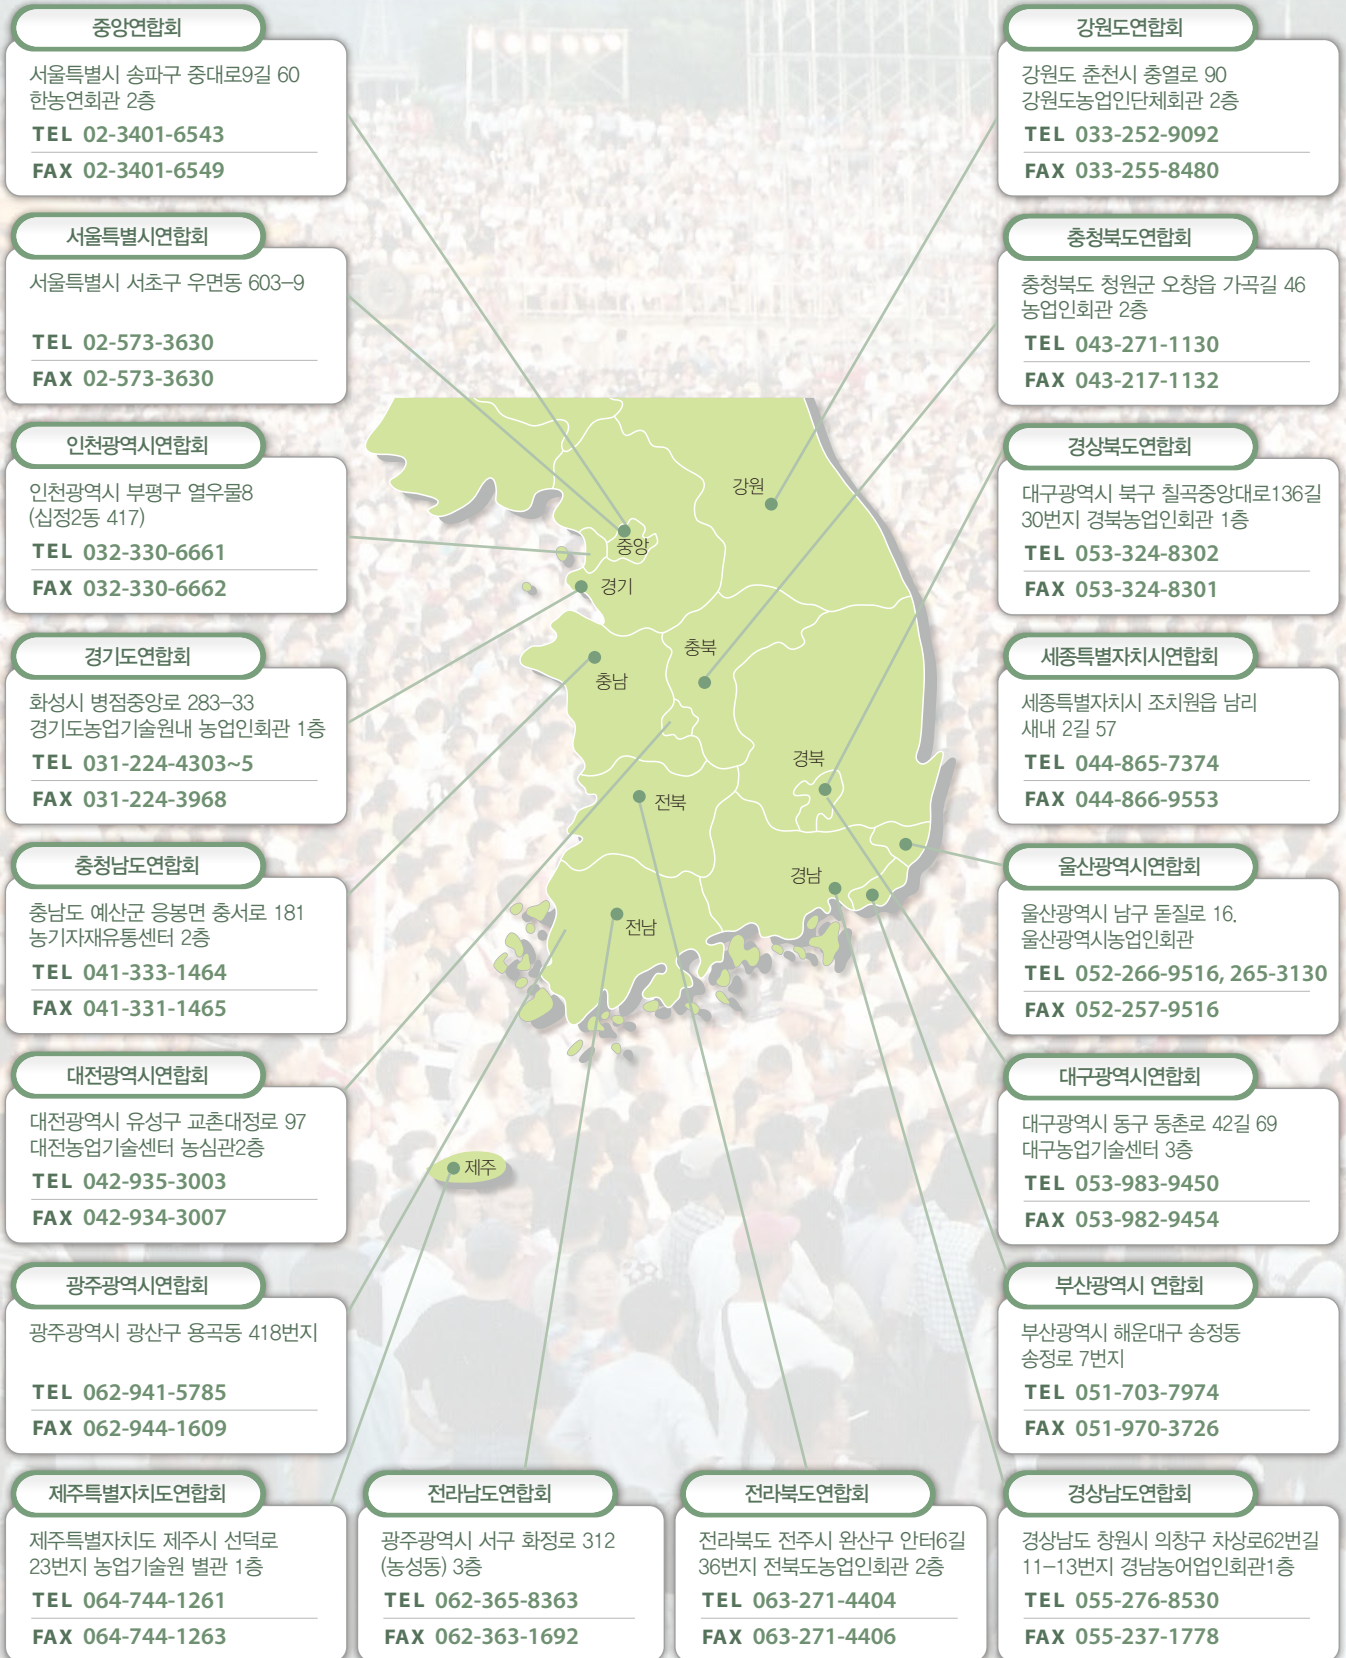 중앙연합회
서울특별시 송파구 중대로9길 60
한농연회관 2층
TEL 02-3401-6543
FAX 02-3401-6549
서울특별시연합회
서울특별시 서초구 우면동 603-9
TEL 02-573-3630
FAX 02-573-3630
인천광역시연합회
인천광역시 부평구 열우물8
(십정2동 417)
TEL 032-330-6661
FAX 032-330-6662
경기도연합회
화성시 병점중앙로 283-33
경기도농업기술원내 농업인회관 1층
TEL 031-224-4303~5
FAX 031-224-3968
충청남도연합회
충남도 예산군 응봉면 충서로 181
농기자재유통센터 2층
TEL 041-333-1464
FAX 041-331-1465
대전광역시연합회
대전광역시 유성구 교촌대정로 97
대전농업기술센터 농심관2층
TEL 042-935-3003
FAX 042-934-3007
광주광역시연합회
광주광역시 광산구 용곡동 418번지
TEL 062-941-5785
FAX 062-944-1609
제주특별자치도연합회
제주특별자치도 제주시 선덕로
23번지 농업기술원 별관 1층
TEL 064-744-1261
FAX 064-744-1263
강원
중앙
경기
충북
충남
경북
전북
경남
전남
제주
전라남도연합회
광주광역시 서구 화정로 312
(농성동) 3층
TEL 062-365-8363
FAX 062-363-1692
전라북도연합회
전라북도 전주시 완산구 안터6길
36번지 전북도농업인회관 2층
TEL 063-271-4404
FAX 063-271-4406
강원도연합회
강원도 춘천시 충열로 90
강원도농업인단체회관 2층
TEL 033-252-9092
FAX 033-255-8480
충청북도연합회
충청북도 청원군 오창읍 가곡길 46
농업인회관 2층
TEL 043-271-1130
FAX 043-217-1132
경상북도연합회
대구광역시 북구 칠곡중앙대로136길
30번지 경북농업인회관 1층
TEL 053-324-8302
FAX 053-324-8301
세종특별자치시연합회
세종특별자치시 조치원읍 남리
새내 2길 57
TEL 044-865-7374
FAX 044-866-9553
울산광역시연합회
울산광역시 남구 돋질로 16.
울산광역시농업인회관
TEL 052-266-9516, 265-3130
FAX 052-257-9516
대구광역시연합회
대구광역시 동구 동촌로 42길 69
대구농업기술센터 3층
TEL 053-983-9450
FAX 053-982-9454
부산광역시 연합회
부산광역시 해운대구 송정동
송정로 7번지
TEL 051-703-7974
FAX 051-970-3726
경상남도연합회
경상남도 창원시 의창구 차상로62번길
11-13번지 경남농어업인회관1층
TEL 055-276-8530
FAX 055-237-1778